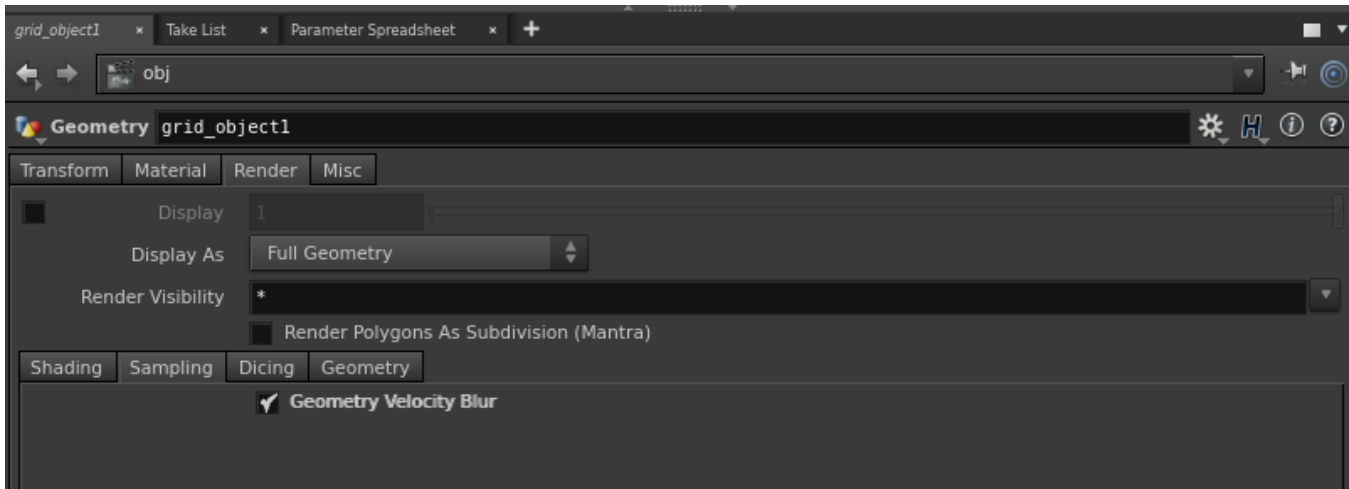 grid_object1 × Take List × Parameter Spreadsheet × +
obj
Geometry grid_object1
Transform Material Render Misc
Display 1
Display As Full Geometry
Render Visibility *
Render Polygons As Subdivision (Mantra)
Shading Sampling Dicing Geometry
Geometry Velocity Blur